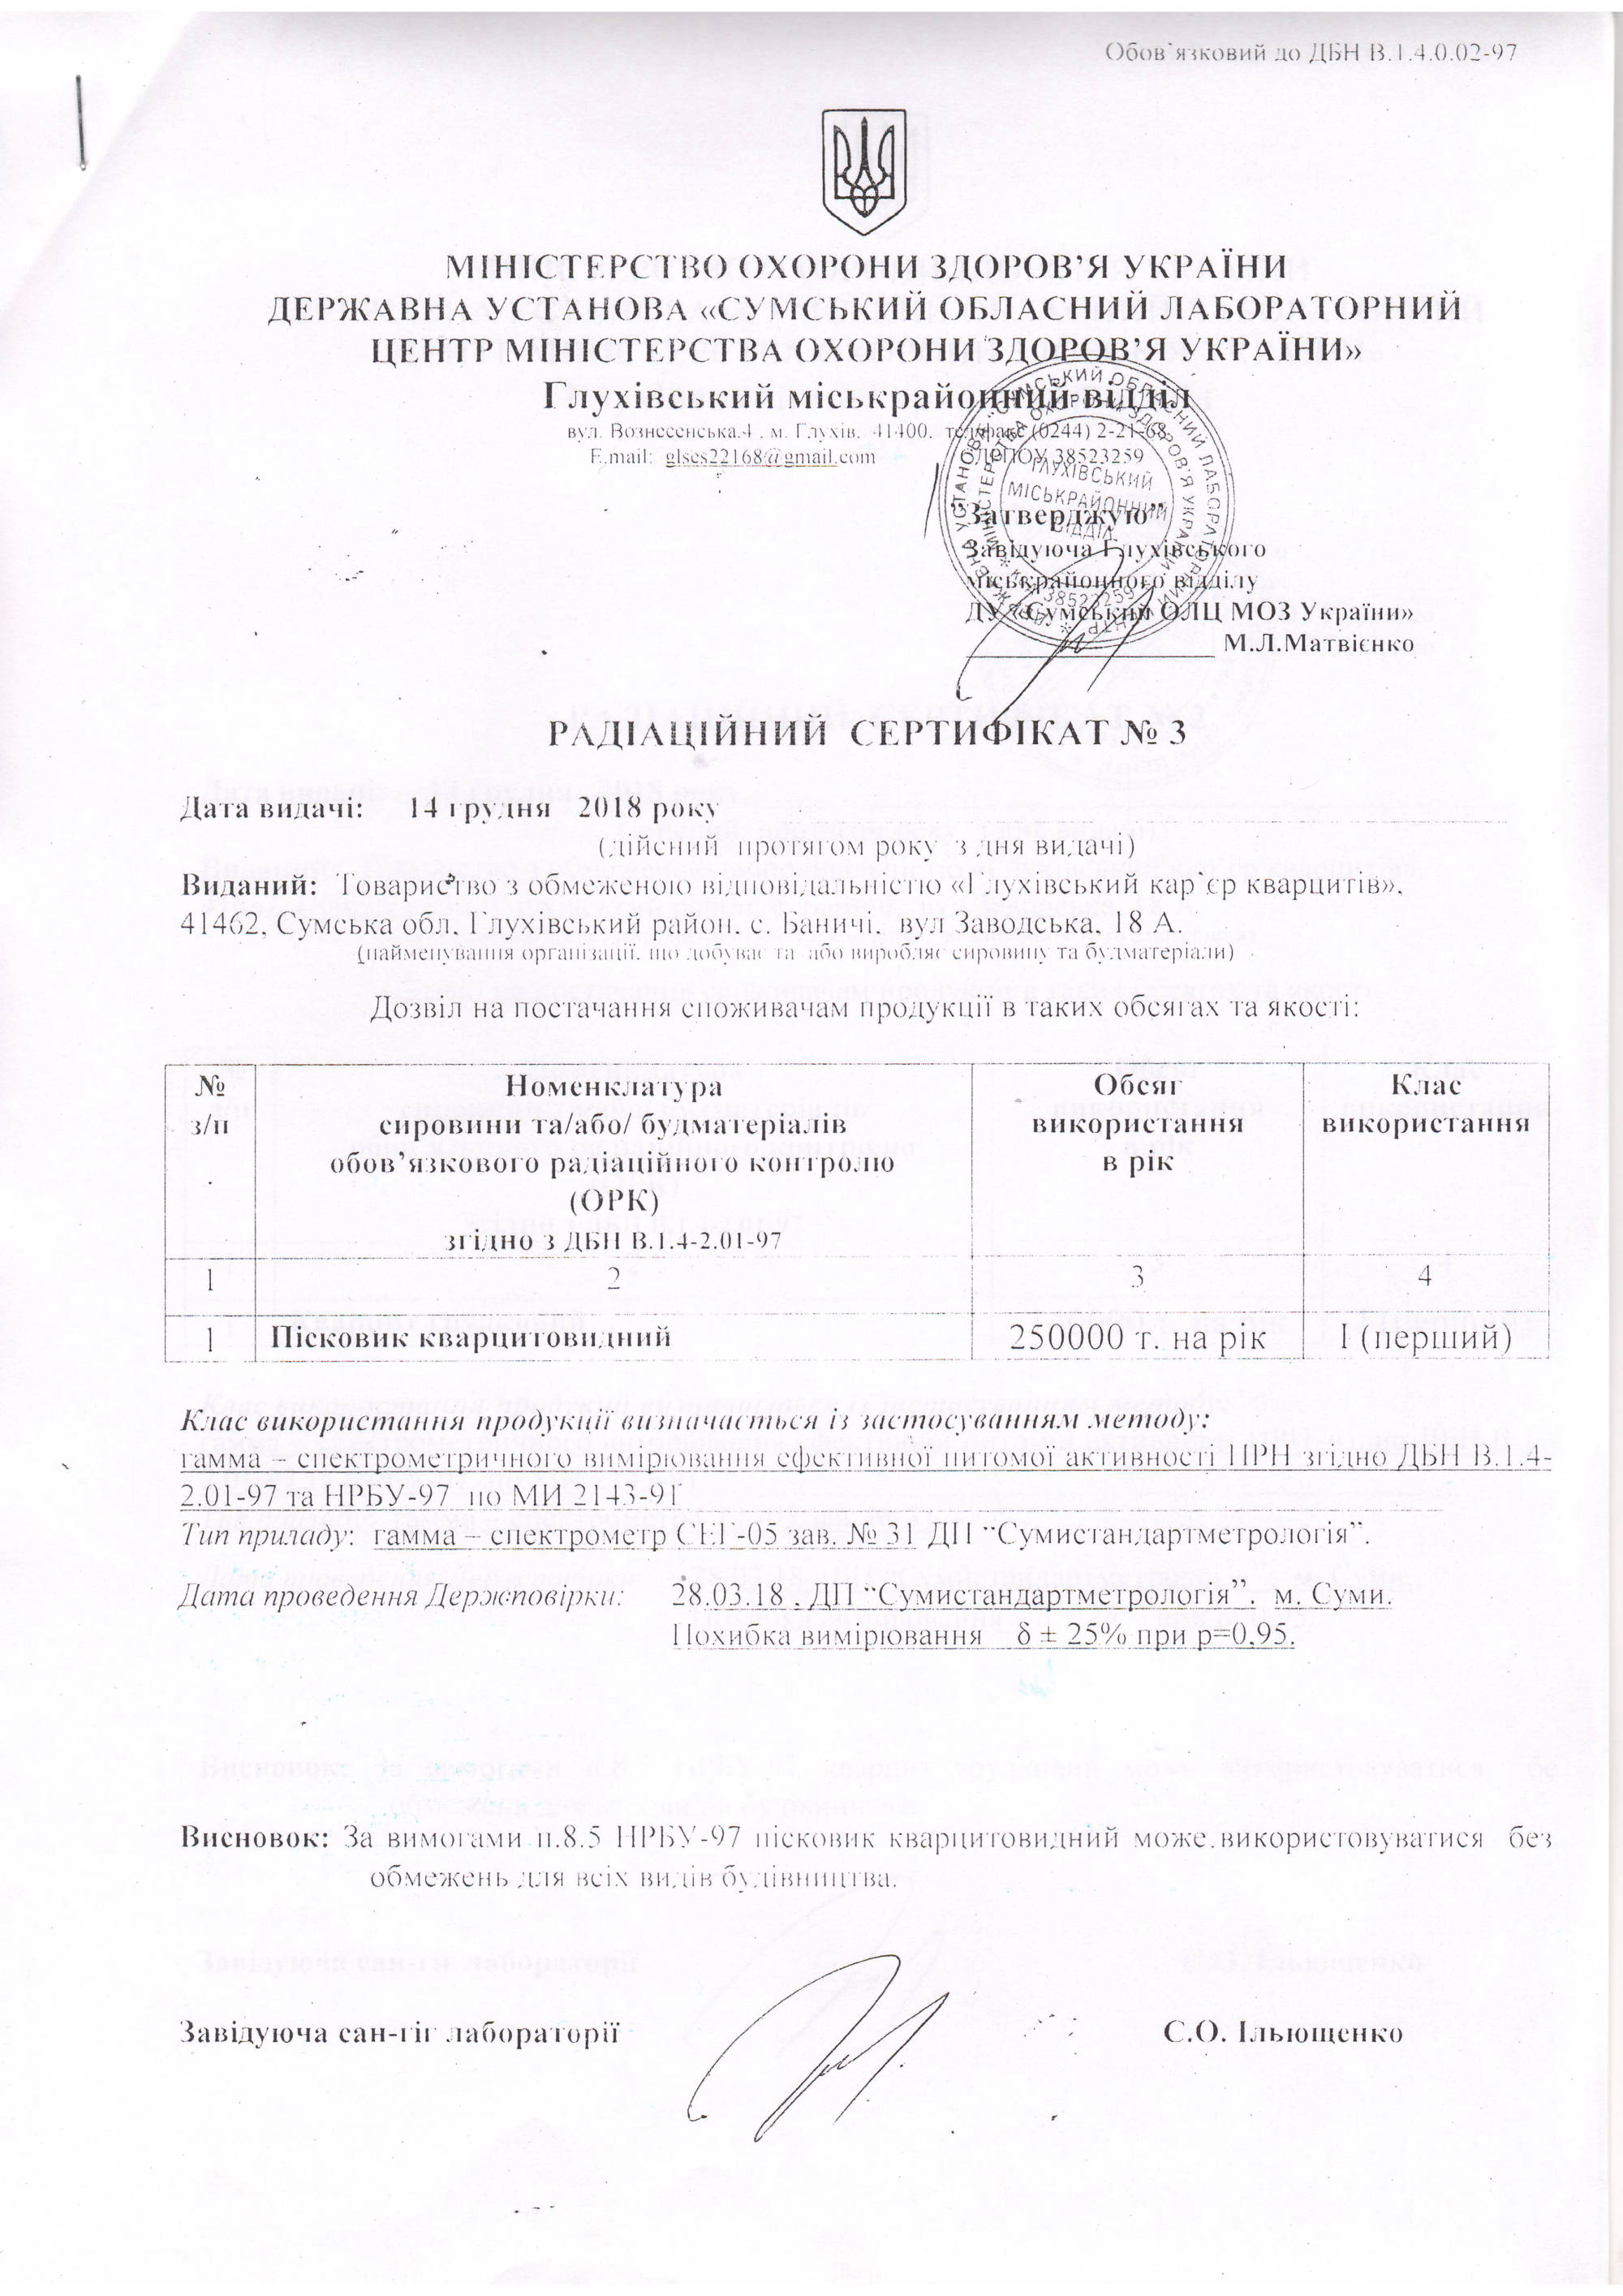 Обов`язковий до ДБН В.1.4.0.02-97
МІНІСТЕРСТВО ОХОРОНИ ЗДОРОВ’Я УКРАЇНИ
ДЕРЖАВНА УСТАНОВА «СУМСЬКИЙ ОБЛАСНИЙ ЛАБОРАТОРНИЙ
ЦЕНТР МІНІСТЕРСТВА ОХОРОНИ ЗДОРОВ’Я УКРАЇНИ»
Глухівський міськрайонний відділ
вул. Вознесенська,4 , м. Глухів, 41400, тел/факс (0244) 2-21-68
E.mail: glses22168@gmail.com ЄДРПОУ 38523259
ГЛУХІВСЬКИЙ
МІСЬКРАЙОННИЙ
ВІДДІЛ
38523259
“Затверджую”
Завідуюча Глухівського
міськрайонного відділу
ДУ «Сумський ОЛЦ МОЗ України»
М.Л.Матвієнко
РАДІАЦІЙНИЙ СЕРТИФІКАТ № 3
Дата видачі: 14 грудня 2018 року
(дійсний протягом року з дня видачі)
Виданий: Товариство з обмеженою відповідальністю «Глухівський кар`єр кварцитів»,
41462, Сумська обл, Глухівський район, с. Баничі, вул Заводська, 18 А.
(найменування організації, що добуває та або виробляє сировину та будматеріали)
Дозвіл на постачання споживачам продукції в таких обсягах та якості:
№ з/п
Номенклатура
сировини та/або/ будматеріалів
обов’язкового радіаційного контролю
(ОРК)
згідно з ДБН В.1.4-2.01-97
Обсяг
використання
в рік
Клас
використання
1 2 3 4
1 Пісковик кварцитовидний 250000 т. на рік І (перший)
Клас використання продукції визначається із застосуванням методу:
гамма – спектрометричного вимірювання ефективної питомої активності ПРН згідно ДБН В.1.4-
2.01-97 та НРБУ-97 по МИ 2143-91
Тип приладу: гамма – спектрометр СЕГ-05 зав. № 31 ДП “Сумистандартметрологія”.
Дата проведення Держповірки: 28.03.18 , ДП “Сумистандартметрологія”, м. Суми.
Похибка вимірювання δ ± 25% при р=0,95.
Висновок: За вимогами п.8.5 НРБУ-97 пісковик кварцитовидний може використовуватися без
обмежень для всіх видів будівництва.
Завідуюча сан-гіг лабораторії С.О. Ільющенко